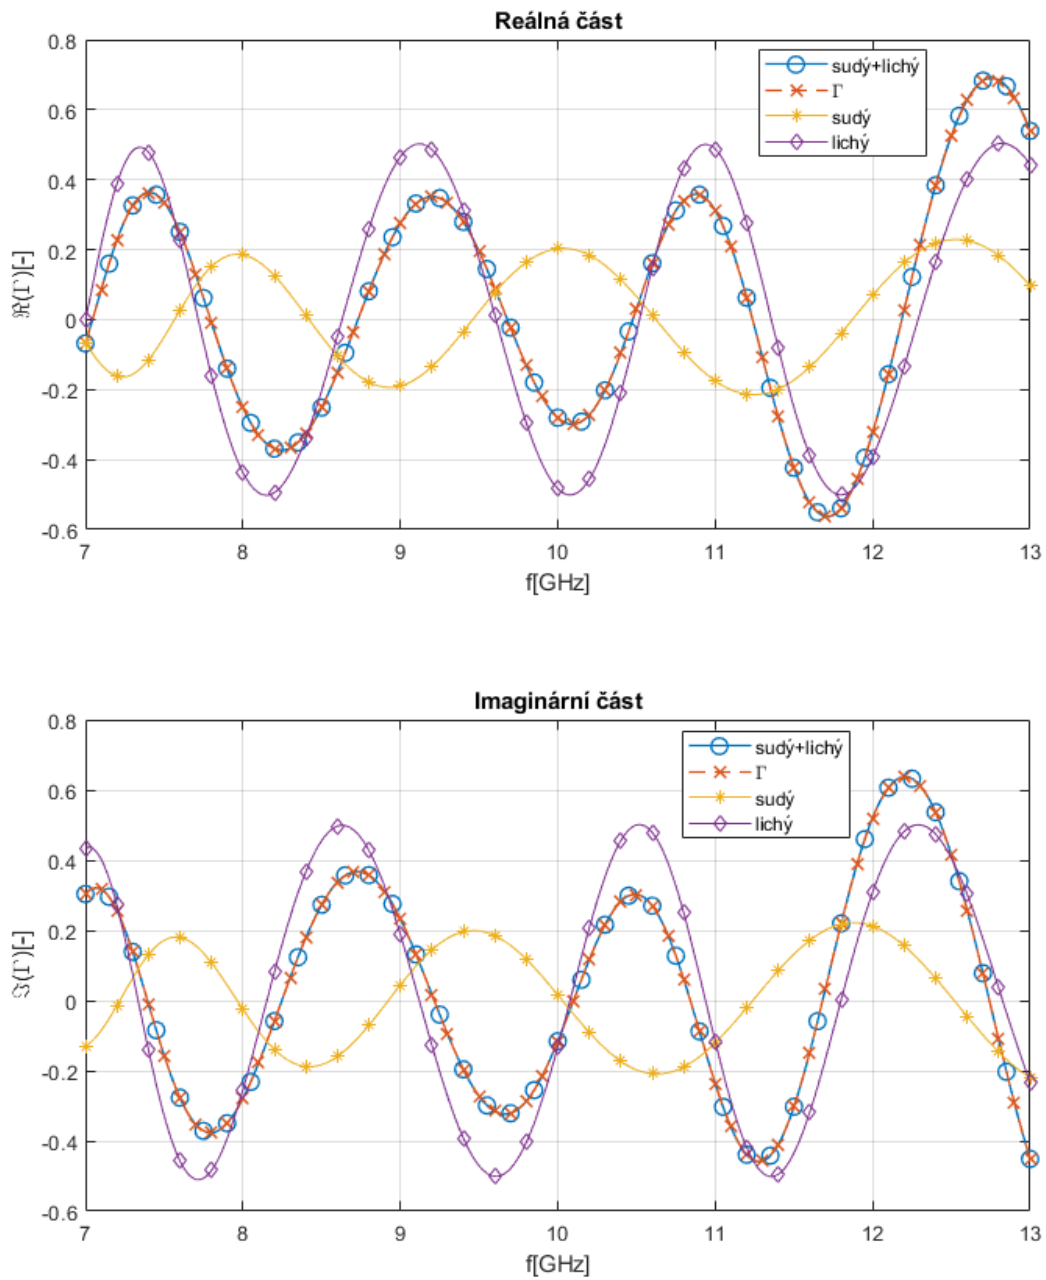 Reálná část
0.8
0.6
0.4
0.2
0
-0.2
-0.4
-0.6
ℜ(Γ)[-]
sudý+lichý
Γ
sudý
lichý
7 8 9 10 11 12 13
f[GHz]
Imaginární část
0.8
0.6
0.4
0.2
0
-0.2
-0.4
-0.6
ℑ(Γ)[-]
sudý+lichý
Γ
sudý
lichý
7 8 9 10 11 12 13
f[GHz]